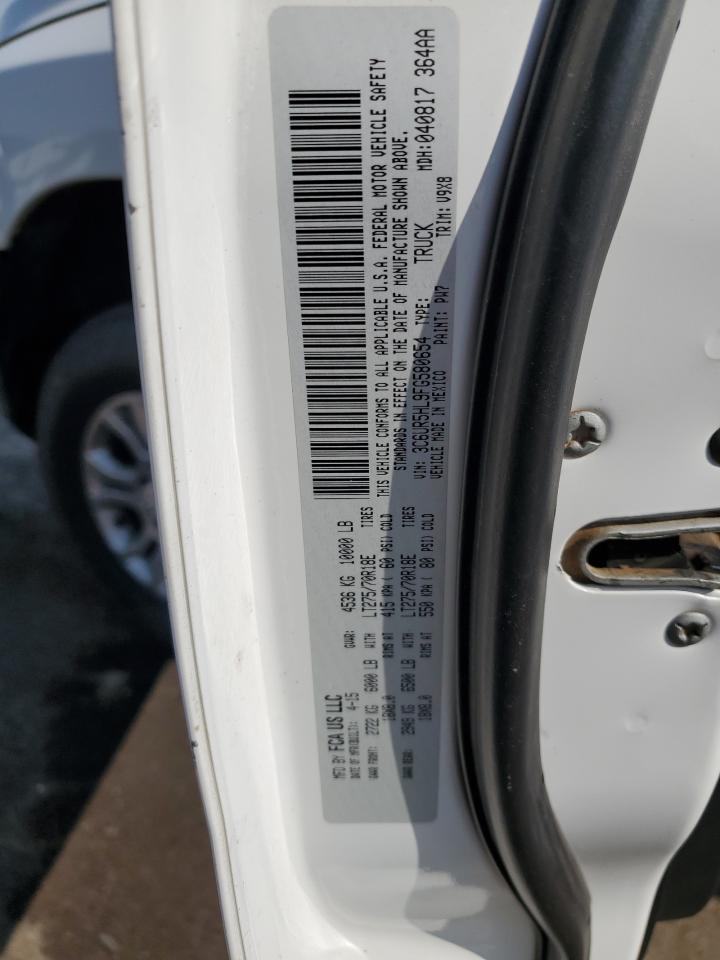 MFD BY FCA US LLC
DATE OF MFR(BUILT): 4-15 GVWR: 4536 KG 10000 LB
GAWR FRONT: 2722 KG 6000 LB WITH LT275/70R18E TIRES
18X8.0 RIMS AT 415 KPA ( 60 PSI) COLD
GAWR REAR: 2949 KG 6500 LB WITH LT275/70R18E TIRES
18X8.0 RIMS AT 550 KPA ( 80 PSI) COLD
THIS VEHICLE CONFORMS TO ALL APPLICABLE U.S.A. FEDERAL MOTOR VEHICLE SAFETY
STANDARDS IN EFFECT ON THE DATE OF MANUFACTURE SHOWN ABOVE.
VIN: 3C6UR5HL9FG580654 TYPE: TRUCK MDH:040817 364AA
VEHICLE MADE IN MEXICO PAINT: PW7 TRIM: V9X8